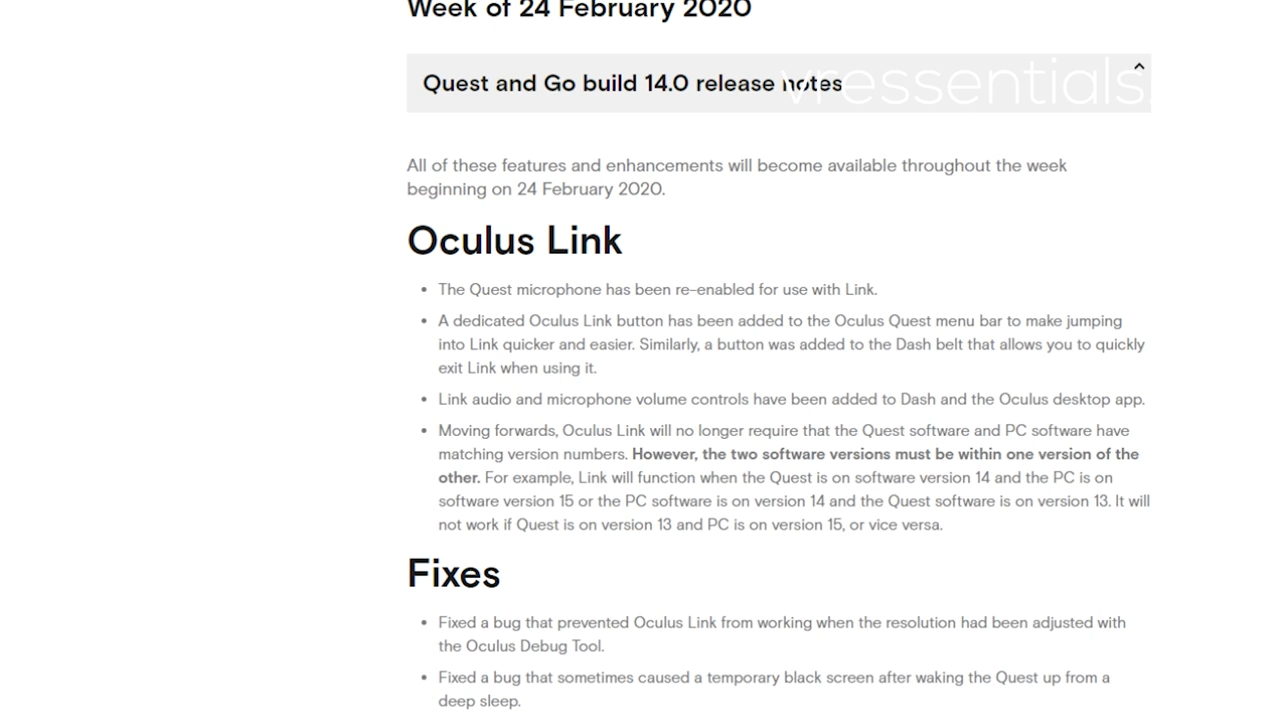 Week of 24 February 2020
Quest and Go build 14.0 release notes
vressentials.
All of these features and enhancements will become available throughout the week
beginning on 24 February 2020.
Oculus Link
• The Quest microphone has been re-enabled for use with Link.
• A dedicated Oculus Link button has been added to the Oculus Quest menu bar to make jumping
into Link quicker and easier. Similarly, a button was added to the Dash belt that allows you to quickly
exit Link when using it.
• Link audio and microphone volume controls have been added to Dash and the Oculus desktop app.
• Moving forwards, Oculus Link will no longer require that the Quest software and PC software have
matching version numbers. However, the two software versions must be within one version of the
other. For example, Link will function when the Quest is on software version 14 and the PC is on
software version 15 or the PC software is on version 14 and the Quest software is on version 13. It will
not work if Quest is on version 13 and PC is on version 15, or vice versa.
Fixes
• Fixed a bug that prevented Oculus Link from working when the resolution had been adjusted with
the Oculus Debug Tool.
• Fixed a bug that sometimes caused a temporary black screen after waking the Quest up from a
deep sleep.